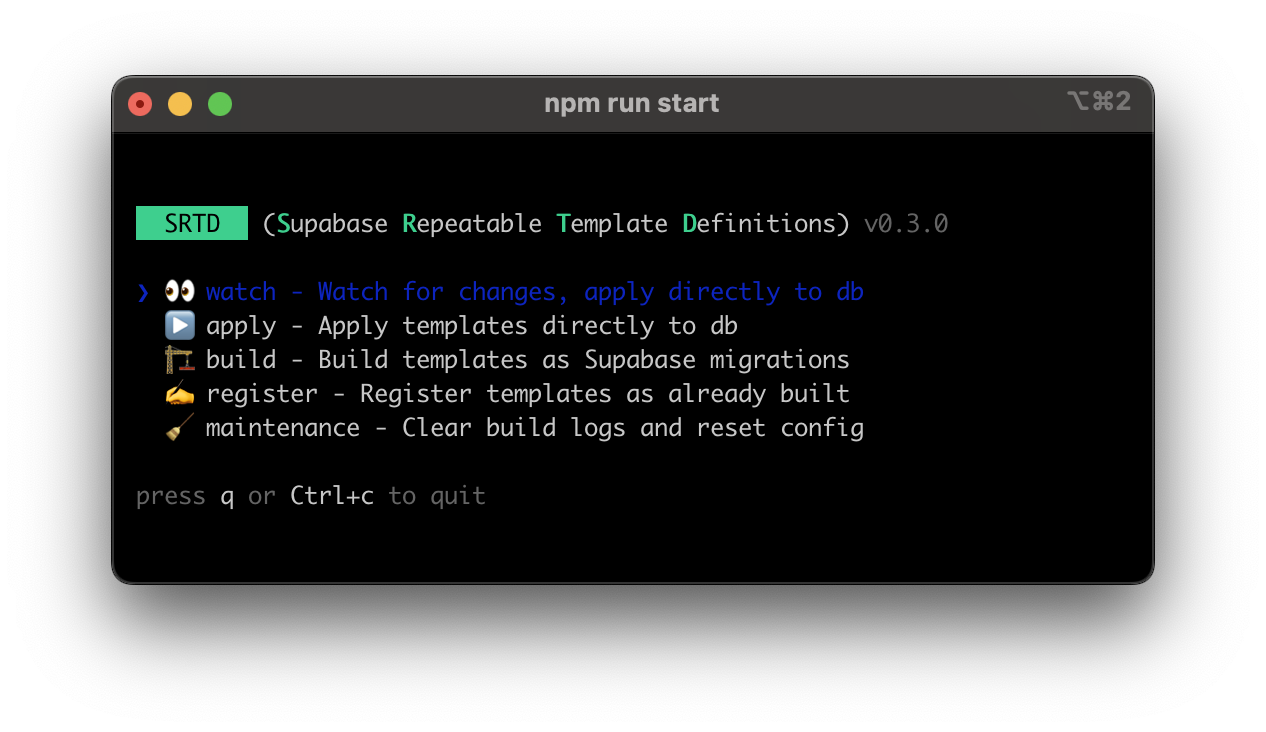 npm run start ⌥⌘2
SRTD (Supabase Repeatable Template Definitions) v0.3.0
❯ 👀 watch - Watch for changes, apply directly to db
▶️ apply - Apply templates directly to db
🏗️ build - Build templates as Supabase migrations
✍️ register - Register templates as already built
🧹 maintenance - Clear build logs and reset config
press q or Ctrl+c to quit